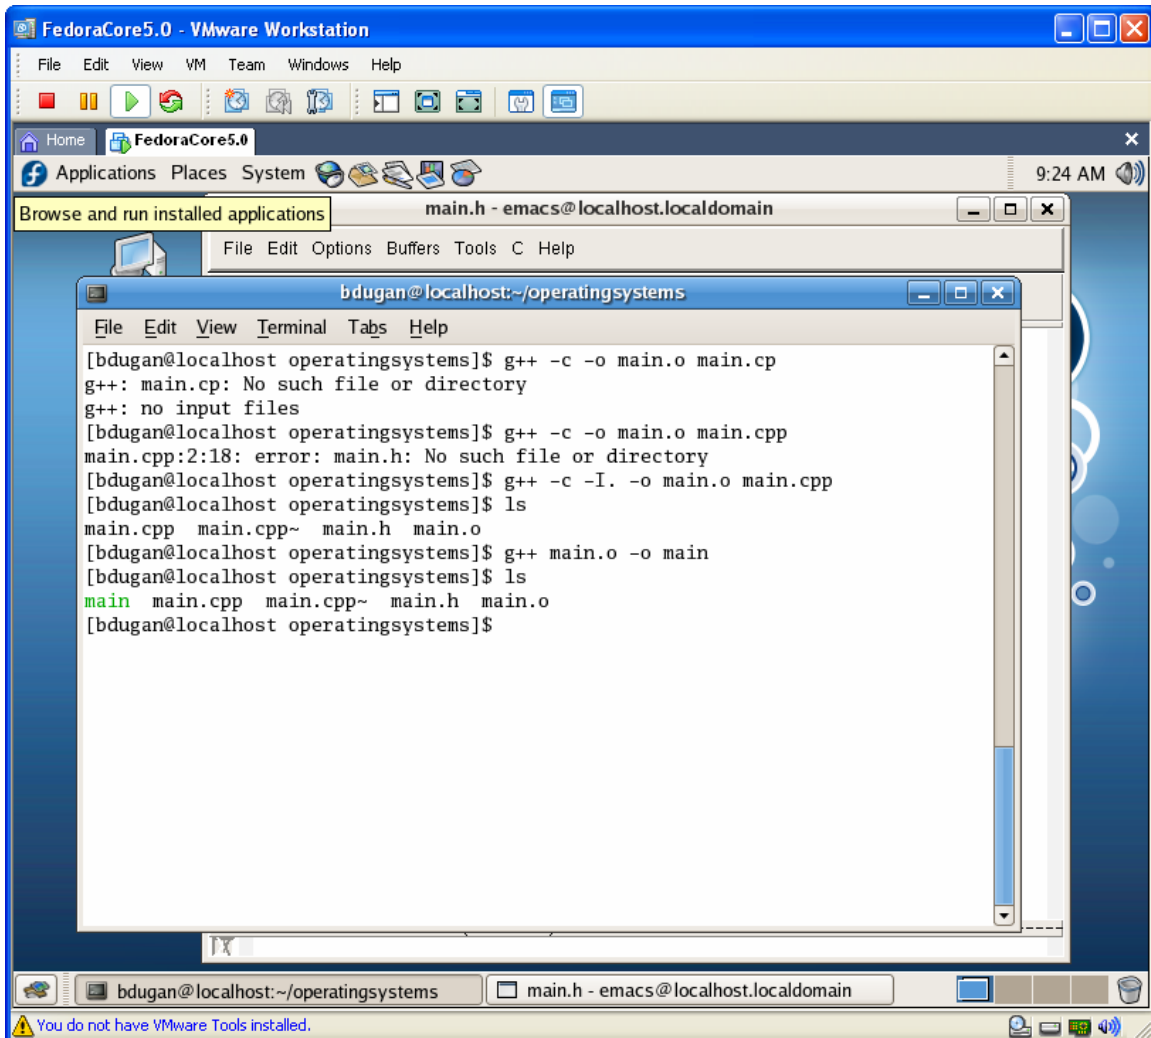 FedoraCore5.0 - VMware Workstation
File Edit View VM Team Windows Help
Home FedoraCore5.0
Applications Places System 9:24 AM
Browse and run installed applications
main.h - emacs@localhost.localdomain
File Edit Options Buffers Tools C Help
bdugan@localhost:~/operatingsystems
File Edit View Terminal Tabs Help
[bdugan@localhost operatingsystems]$ g++ -c -o main.o main.cp
g++: main.cp: No such file or directory
g++: no input files
[bdugan@localhost operatingsystems]$ g++ -c -o main.o main.cpp
main.cpp:2:18: error: main.h: No such file or directory
[bdugan@localhost operatingsystems]$ g++ -c -I. -o main.o main.cpp
[bdugan@localhost operatingsystems]$ ls
main.cpp  main.cpp~  main.h  main.o
[bdugan@localhost operatingsystems]$ g++ main.o -o main
[bdugan@localhost operatingsystems]$ ls
main  main.cpp  main.cpp~  main.h  main.o
[bdugan@localhost operatingsystems]$
bdugan@localhost:~/operatingsystems main.h - emacs@localhost.localdomain
You do not have VMware Tools installed.